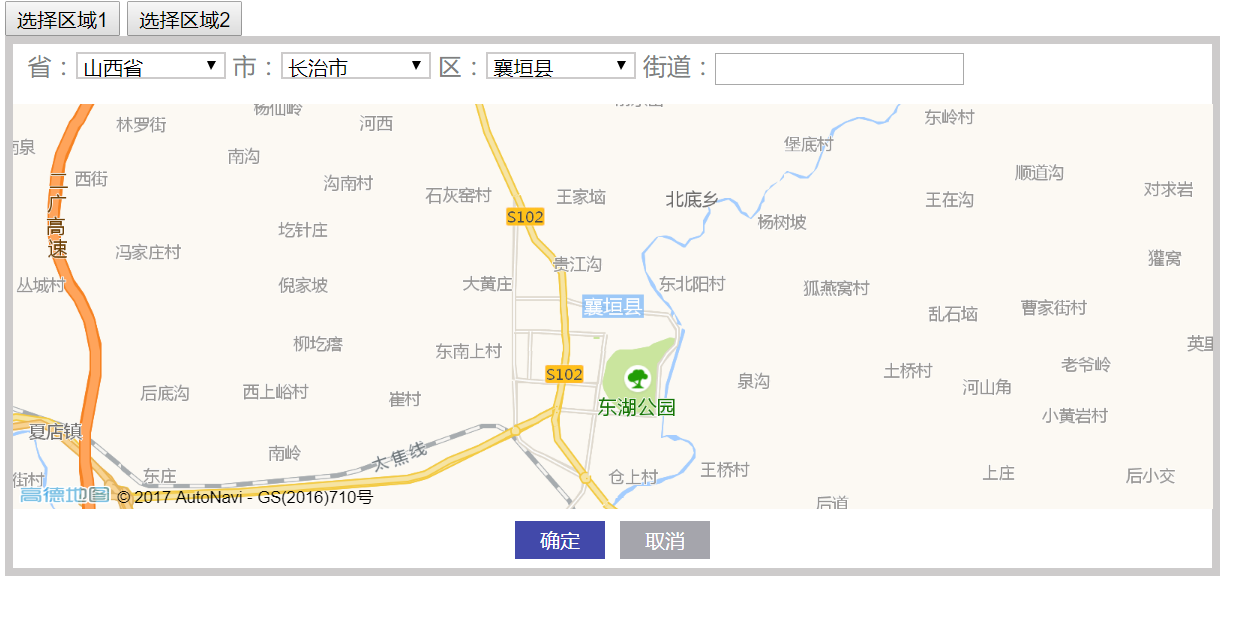 选择区域1 选择区域2
省：山西省 市：长治市 区：襄垣县 街道：
杨仙岭
林罗街
河西
东岭村
堡底村
南沟
西街
沟南村
顺道沟
石灰窑村
王家垴
北底乡
王在沟
对求岩
二广高速
S102
杨树坡
圪针庄
冯家庄村
贵江沟
獾窝
丛城村
倪家坡
大黄庄
东北阳村
狐燕窝村
襄垣县
乱石垴
曹家街村
柳圪瘩
东南上村
老爷岭
S102
土桥村
泉沟
河山角
后底沟
西上峪村
崔村
东湖公园
小黄岩村
夏店镇
南岭
太焦线
东庄
仓上村
王桥村
上庄
后小交
街村
高德地图 © 2017 AutoNavi - GS(2016)710号
后道
确定 取消